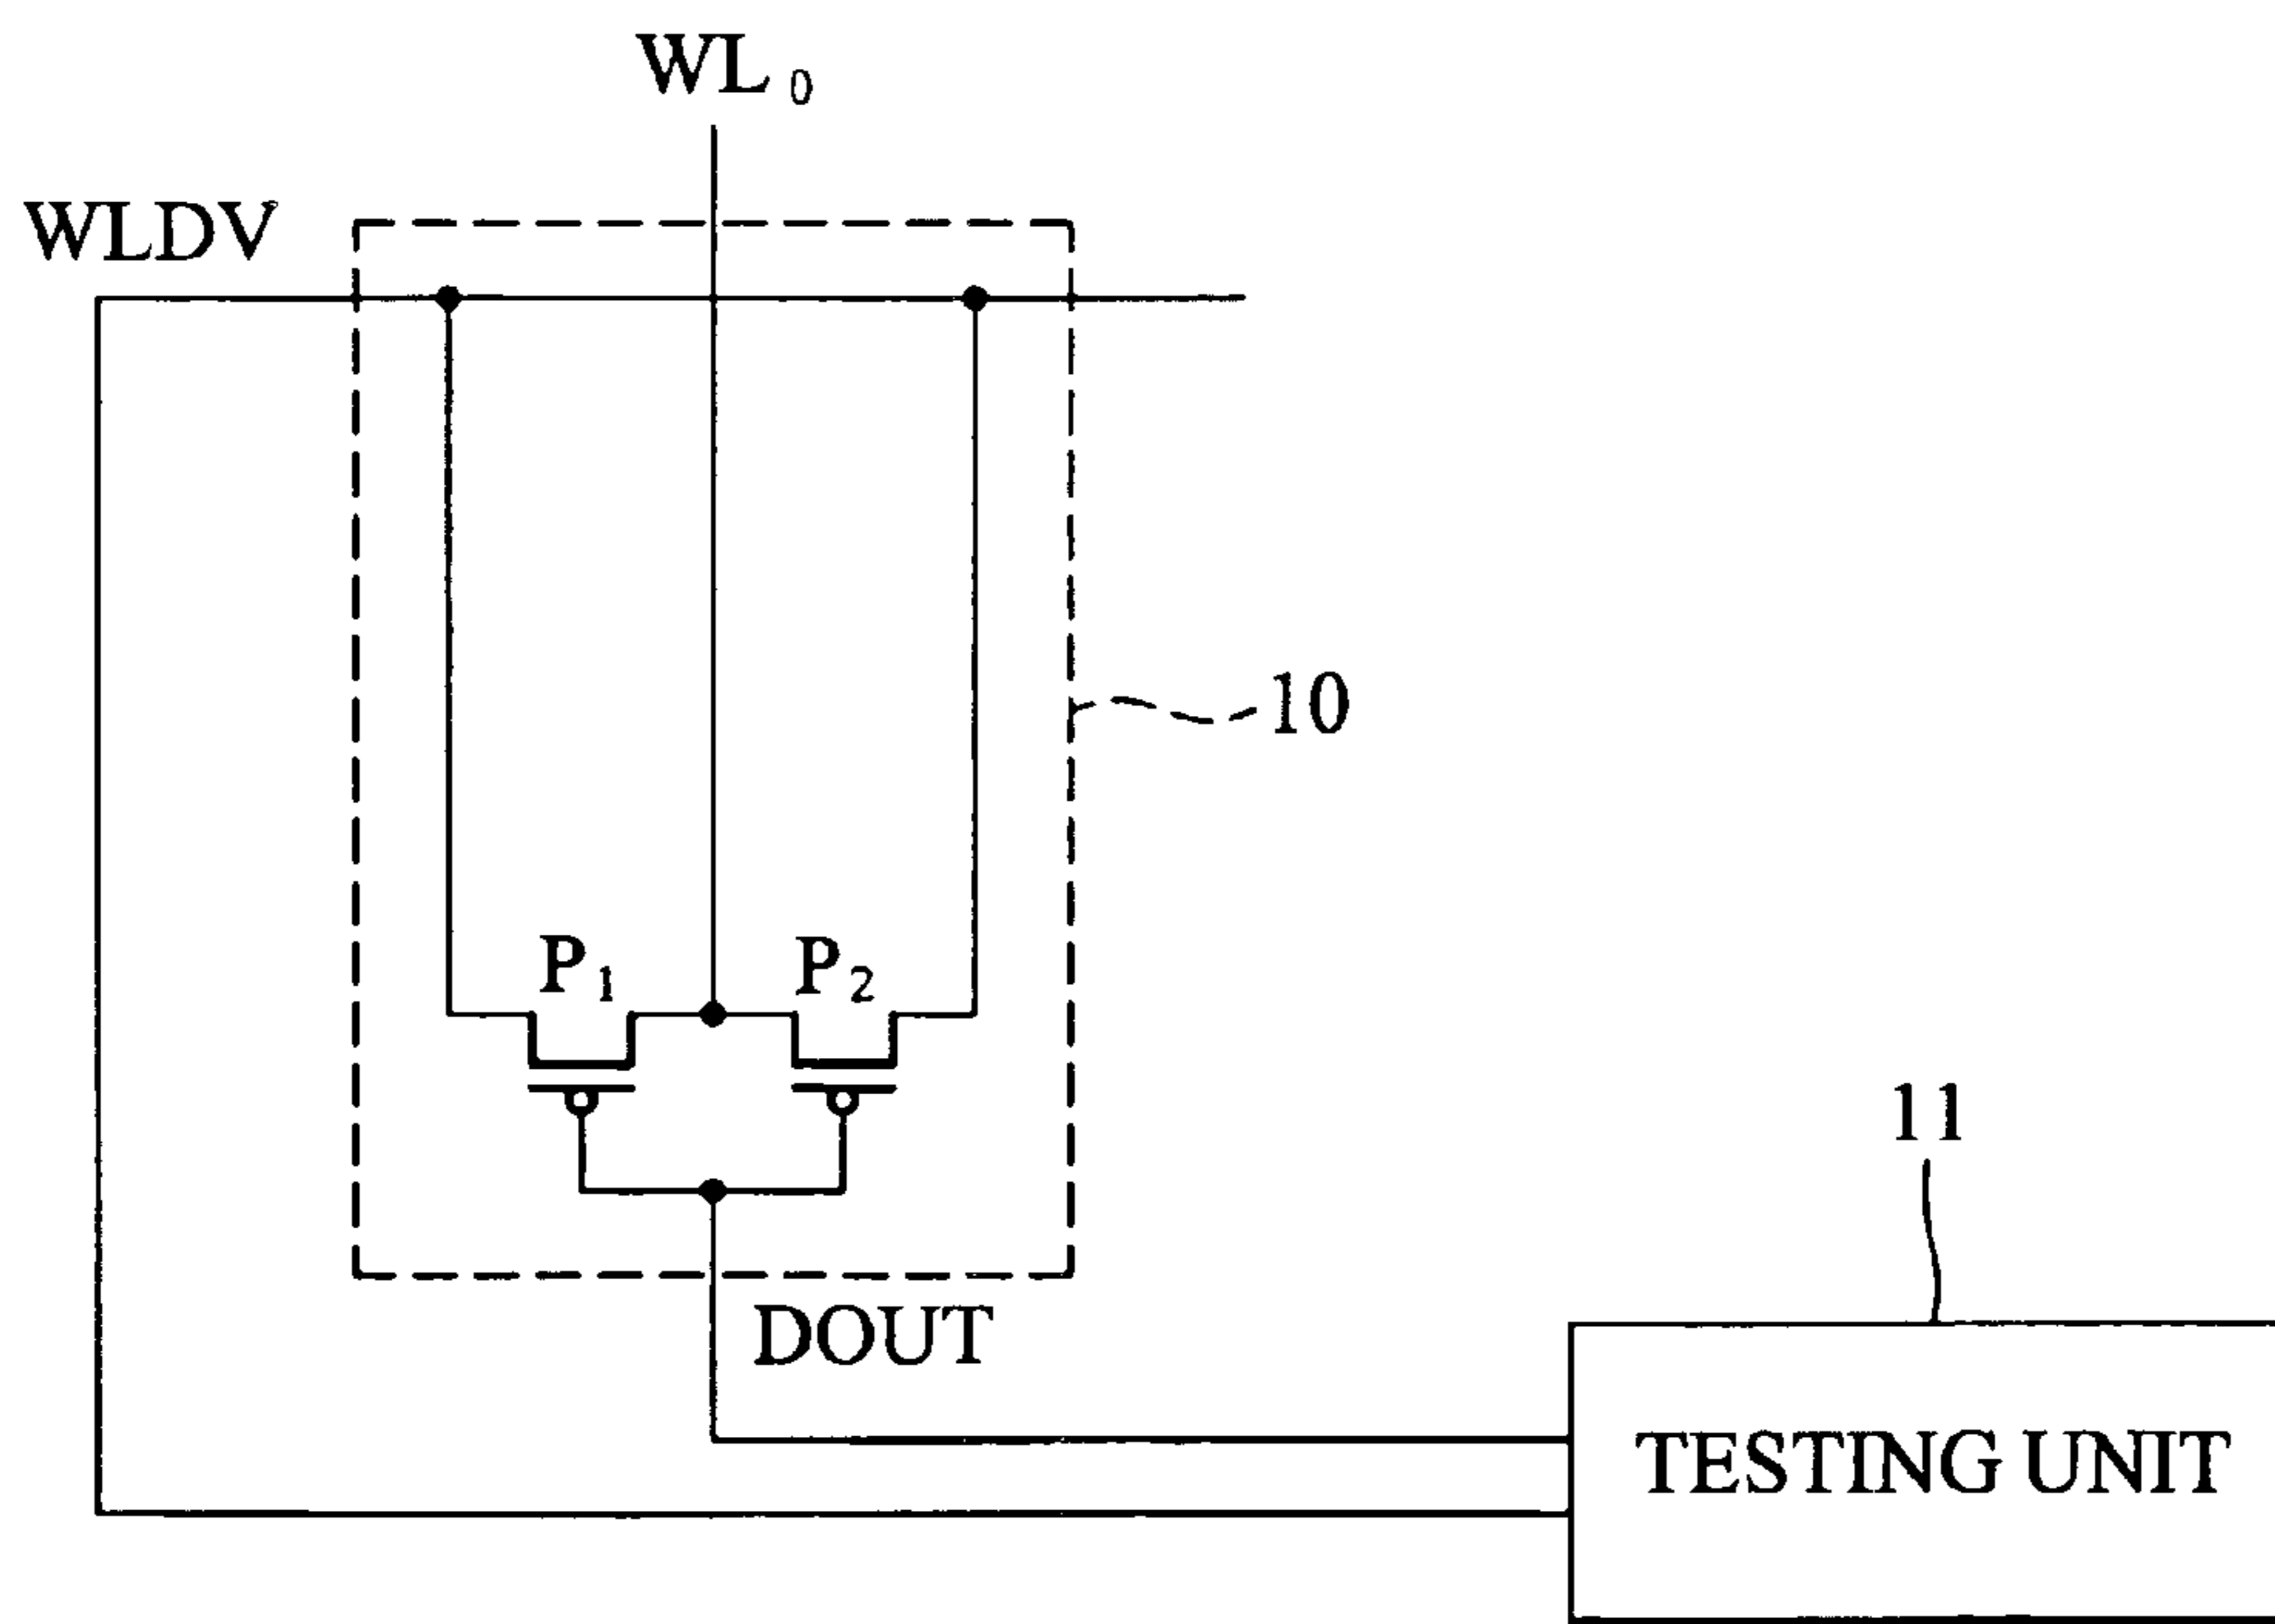 WL₀
WLDV
10
P₁
P₂
11
DOUT
TESTING UNIT